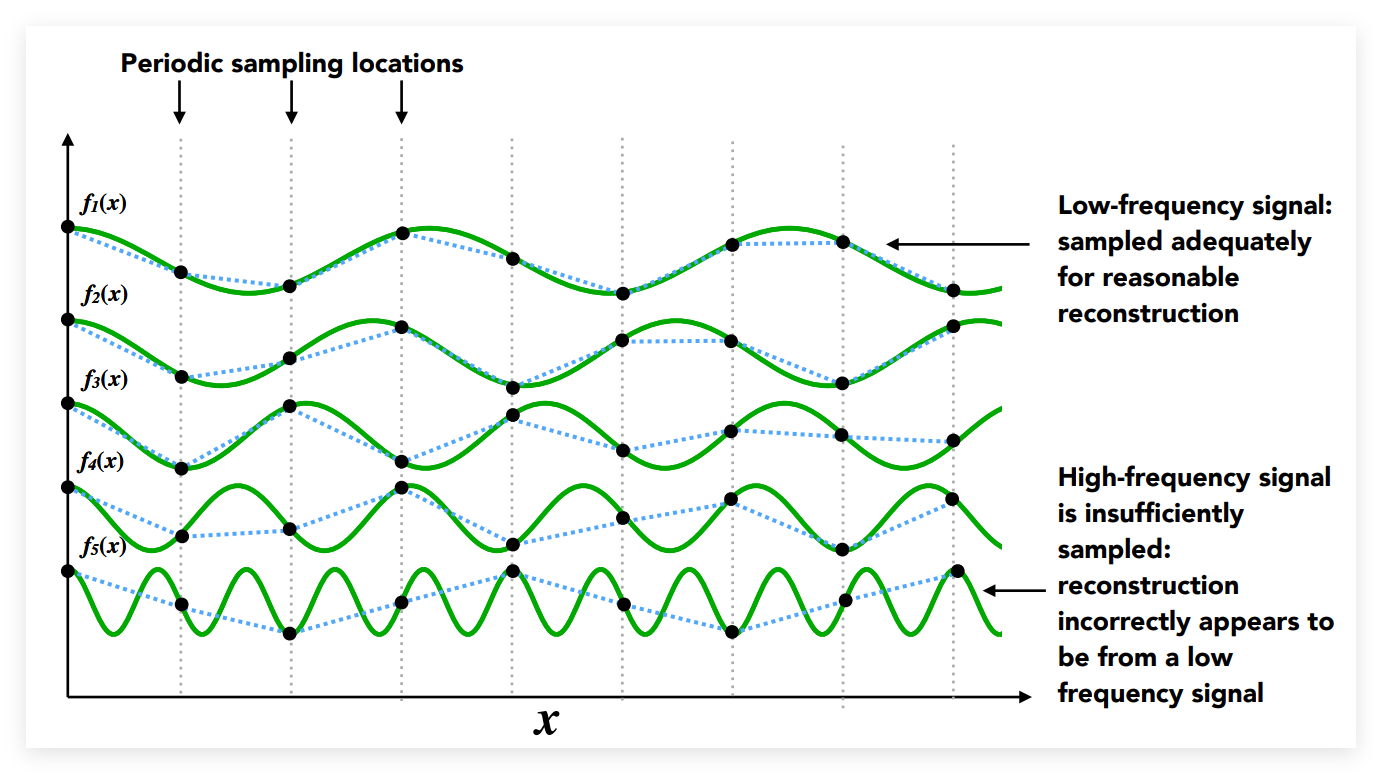 Periodic sampling locations
f1(x)
Low-frequency signal:
sampled adequately
for reasonable
reconstruction
f2(x)
f3(x)
f4(x)
High-frequency signal
is insufficiently
sampled:
reconstruction
incorrectly appears to
be from a low
frequency signal
f5(x)
x